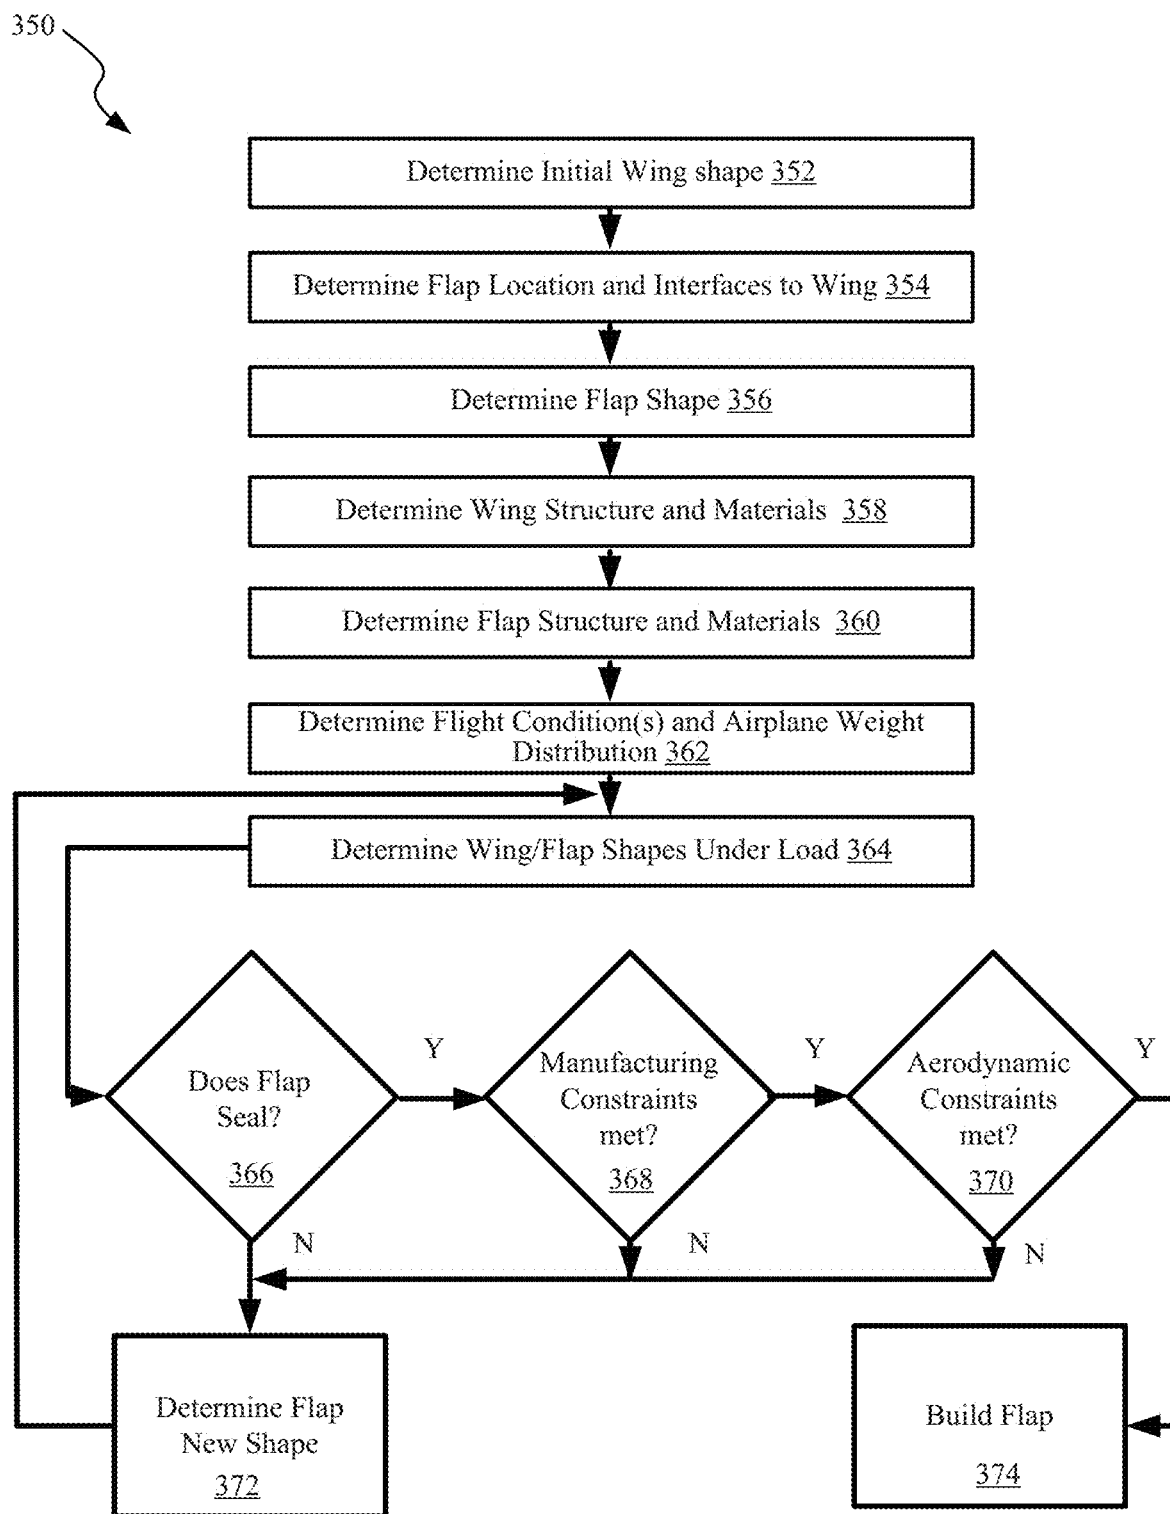 350
Determine Initial Wing shape 352
Determine Flap Location and Interfaces to Wing 354
Determine Flap Shape 356
Determine Wing Structure and Materials 358
Determine Flap Structure and Materials 360
Determine Flight Condition(s) and Airplane Weight
Distribution 362
Determine Wing/Flap Shapes Under Load 364
Does Flap
Seal?
366
Y
Manufacturing
Constraints
met?
368
Y
Aerodynamic
Constraints
met?
370
Y
N
N
N
Determine Flap
New Shape
372
Build Flap
374